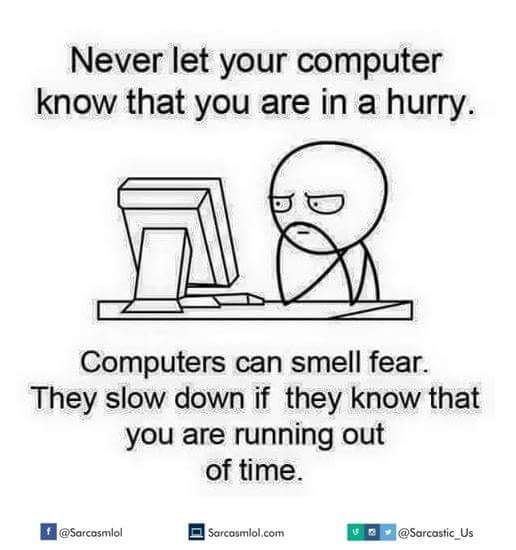 Never let your computer
know that you are in a hurry.
Computers can smell fear.
They slow down if they know that
you are running out
of time.
f @Sarcasmlol Sarcasmlol.com @Sarcastic_Us